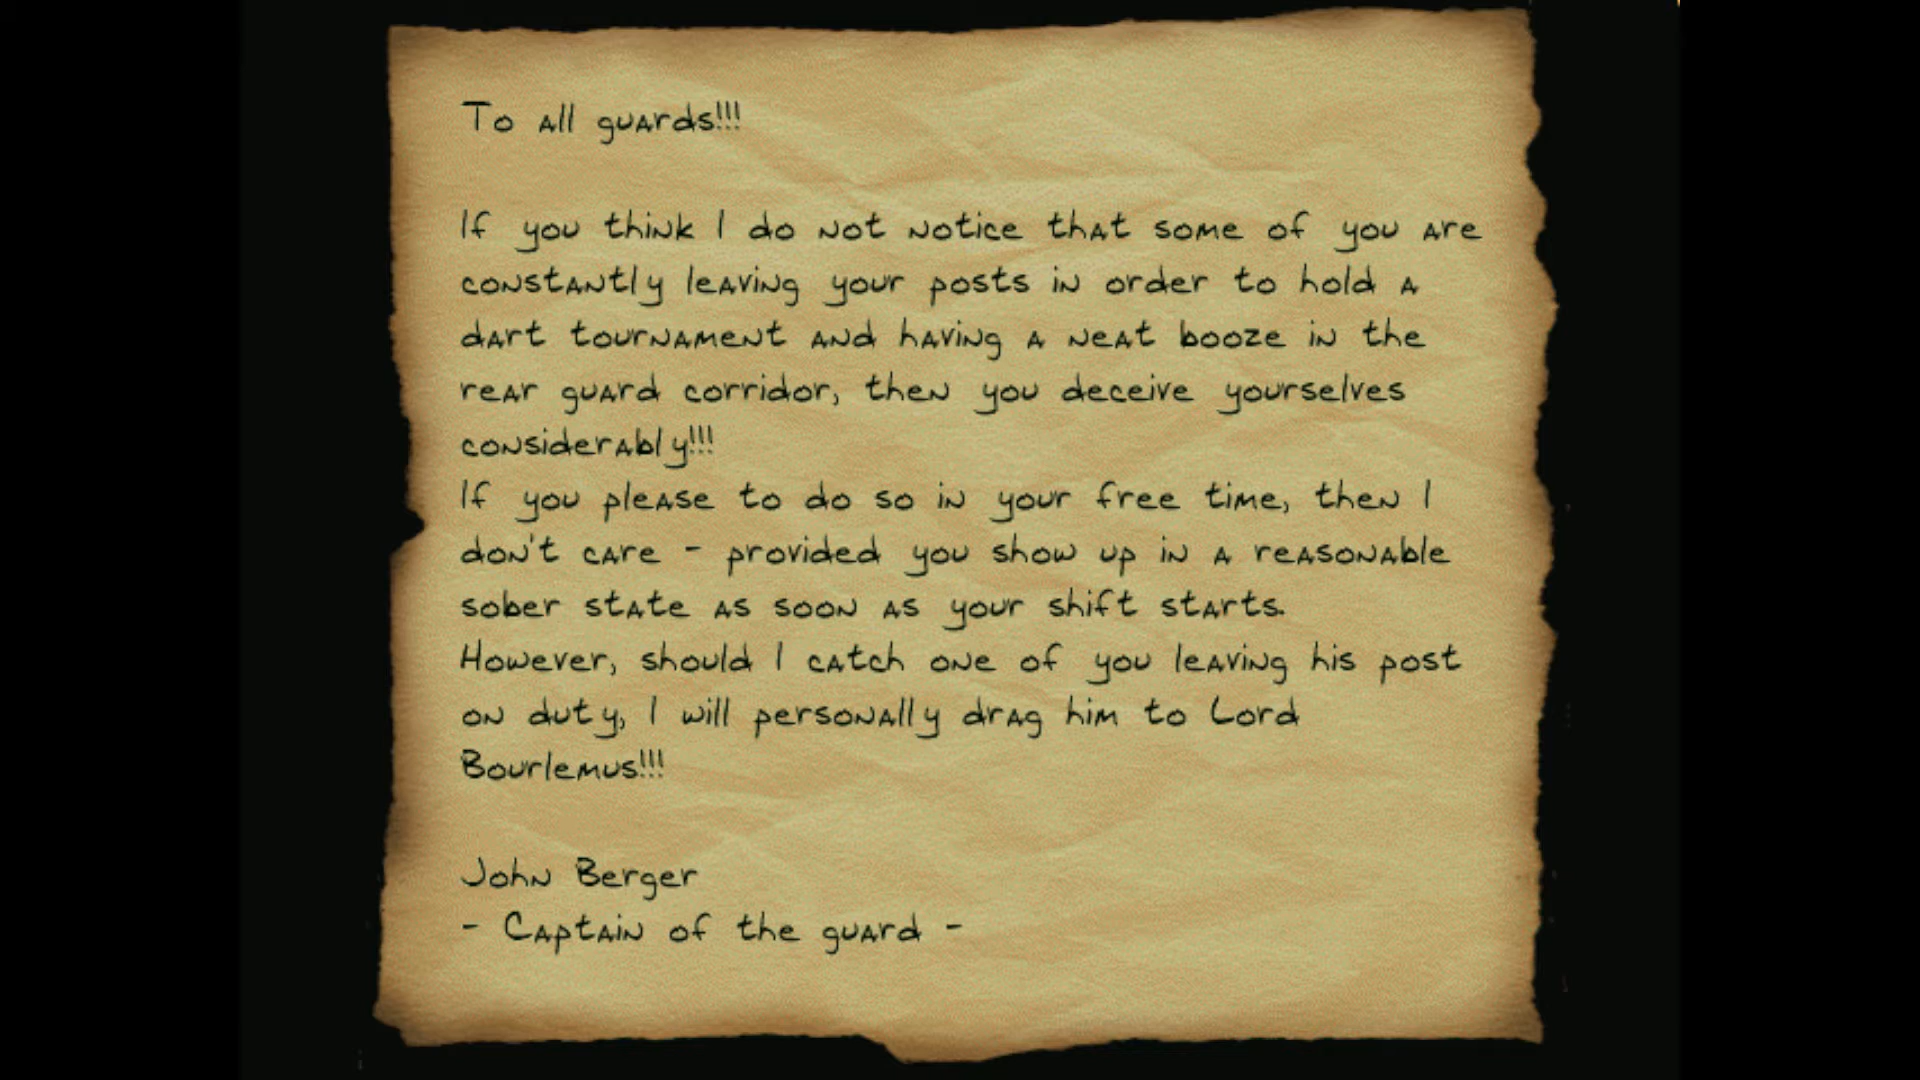 To all guards!!!
If you think I do not notice that some of you are
constantly leaving your posts in order to hold a
dart tournament and having a neat booze in the
rear guard corridor, then you deceive yourselves
considerably!!!
If you please to do so in your free time, then I
don't care - provided you show up in a reasonable
sober state as soon as your shift starts.
However, should I catch one of you leaving his post
on duty, I will personally drag him to Lord
Bourlemus!!!
John Berger
- Captain of the guard -